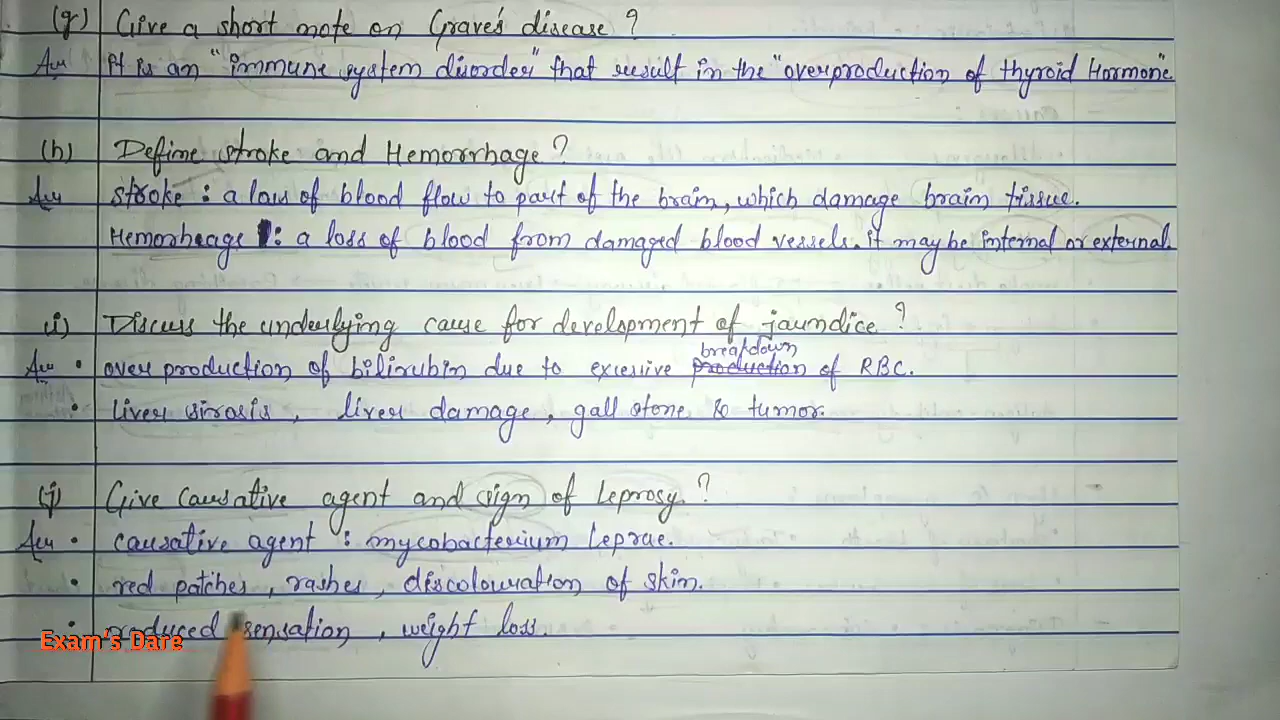 (g) Give a short note on Grave's disease ?
Ans It is an "immune system disorder" that result in the "overproduction of thyroid Hormone"
(h) Define stroke and Hemorrhage ?
Ans stroke : a loss of blood flow to part of the brain, which damage brain tissue.
Hemorrheage : a loss of blood from damaged blood vessels. it may be internal or external.
(i) Discuss the underlying cause for development of jaundice ?
breakdown
Ans • over production of bilirubin due to excessive production of RBC.
• liver sirosis, liver damage, gall stone & tumor.
(j) Give causative agent and sign of Leprosy. ?
Ans • causative agent : mycobacterium Leprae.
• red patches, rashes, discolouration of skin.
• sensation, weight loss.
Exam's Dare